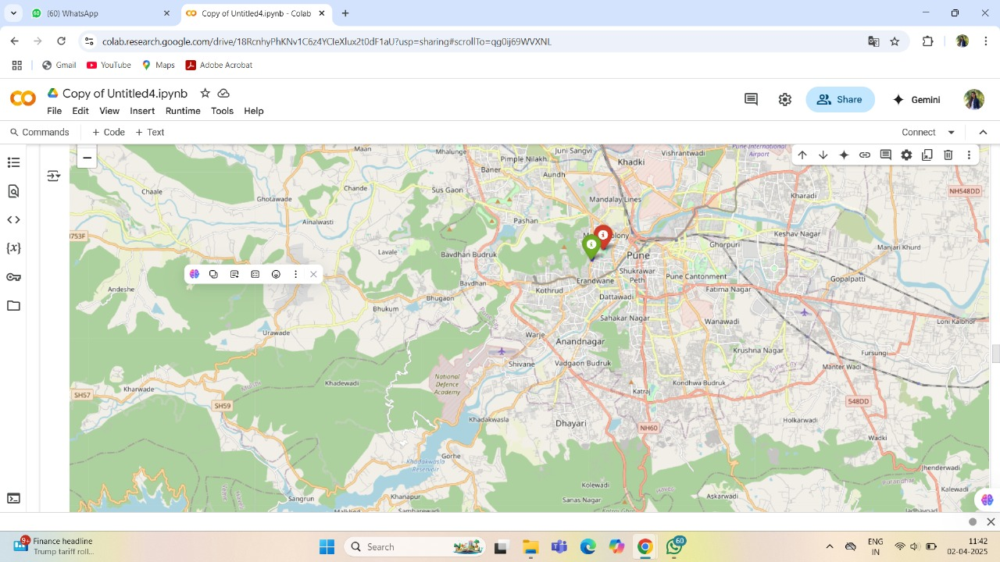 (60) WhatsApp
Copy of Untitled4.ipynb - Colab
colab.research.google.com/drive/18RcnhyPhKNv1C6z4YCIeXlux2t0dF1aU?usp=sharing#scrollTo=qg0ij69WVXNL
Gmail YouTube Maps Adobe Acrobat
Copy of Untitled4.ipynb
Share Gemini
File Edit View Insert Runtime Tools Help
Commands + Code + Text Connect
Maan Mhalunge Pimple Nilakh Juni Sangvi Vishrantwadi Pune International Airport
Baner Aundh Khadki
Chaale Chande Sus Gaon Kharadi NH548DD
Ghotawade Mandalay Lines
Ainalwasti Pashan
753F Keshav Nagar
Lavale Bavdhan Budruk Pune Ghorpuri Manjari Khurd
Shukrawar Peth Pune Cantonment Gopalpatti
Andeshe Bavdhan Kothrud Erandwane Fatima Nagar
Bhugaon Dattawadi
Bhukum Sahakar Nagar Wanawadi Loni Kalbhor
Urawade Warje Anandnagar
Krushna Nagar Fursungi
Shivane Vadgaon Budruk Pune City Manter Wadi
Kharwade Khadewadi National Defence Academy Kondhwa Budruk
SH57 SH59 Katraj 548DD
Khadakwasla Dhayari NH60 Holkarwadi
Wadki
Gorhe
Khadakwasla Reservoir Jhenderwadi
Purandhar
Kolewadi Kalewadi
Sangrun Khanapur Sanas Nagar Haveli Askarwadi
Jadhavgad
Finance headline
Trump tariff roll...
Search
9+
60
ENG
IN
11:42
02-04-2025